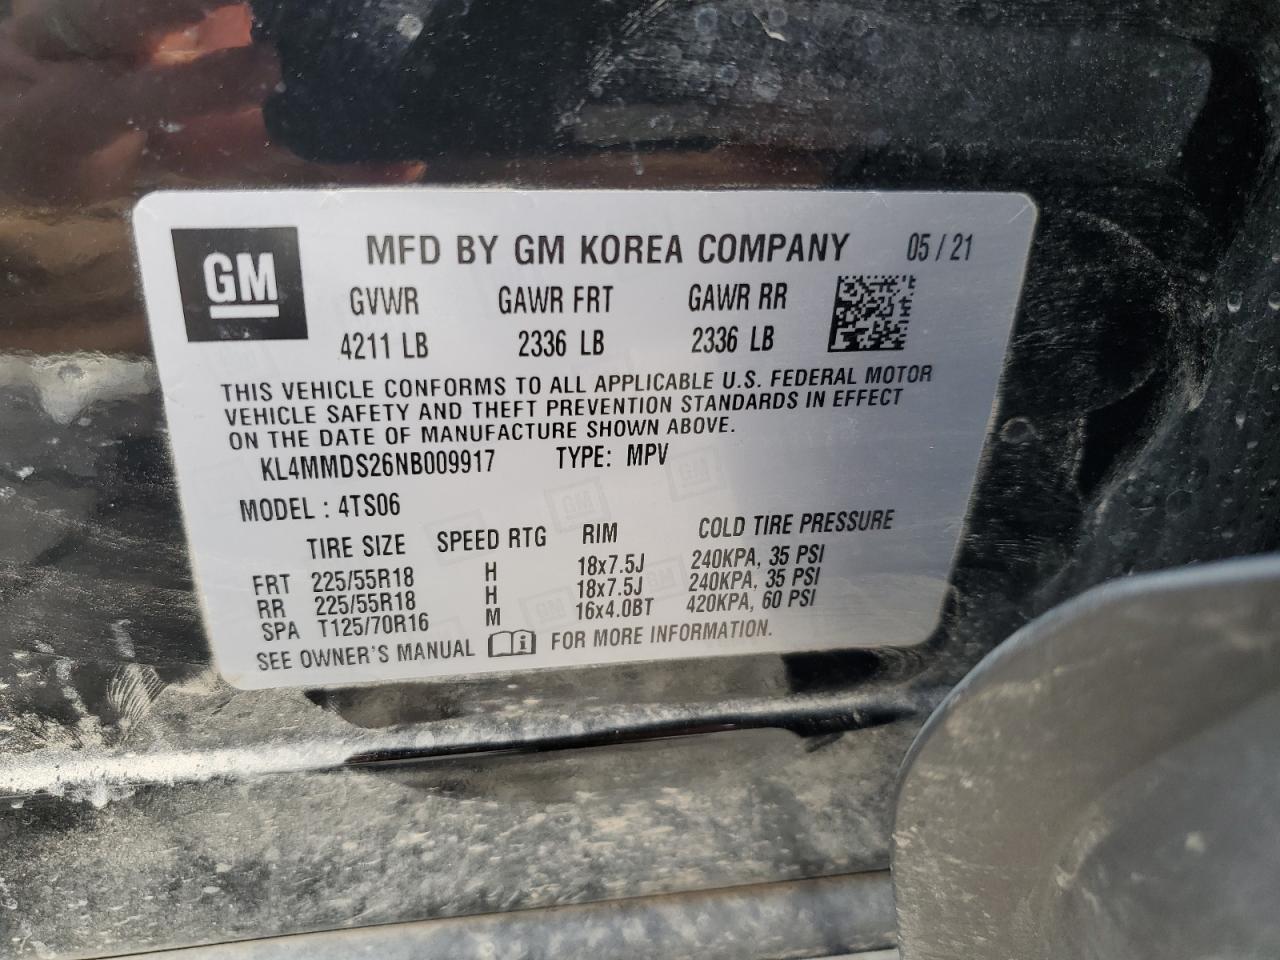 GM
MFD BY GM KOREA COMPANY 05 / 21
GVWR GAWR FRT GAWR RR
4211 LB 2336 LB 2336 LB
THIS VEHICLE CONFORMS TO ALL APPLICABLE U.S. FEDERAL MOTOR
VEHICLE SAFETY AND THEFT PREVENTION STANDARDS IN EFFECT
ON THE DATE OF MANUFACTURE SHOWN ABOVE.
KL4MMDS26NB009917 TYPE: MPV
MODEL : 4TS06
TIRE SIZE SPEED RTG RIM COLD TIRE PRESSURE
FRT 225/55R18 H 18x7.5J 240KPA, 35 PSI
RR 225/55R18 H 18x7.5J 240KPA, 35 PSI
SPA T125/70R16 M 16x4.0BT 420KPA, 60 PSI
SEE OWNER'S MANUAL i FOR MORE INFORMATION.